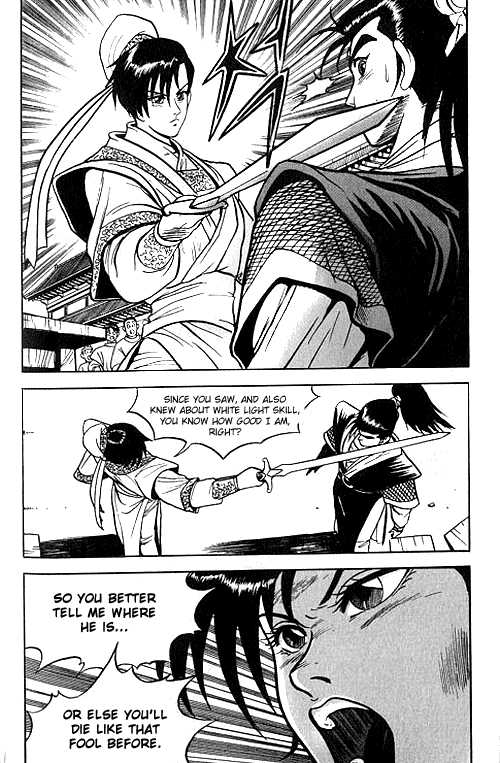 SINCE YOU SAW, AND ALSO
KNEW ABOUT WHITE LIGHT SKILL,
YOU KNOW HOW GOOD I AM,
RIGHT?
SO YOU BETTER
TELL ME WHERE
HE IS...
OR ELSE YOU'LL
DIE LIKE THAT
FOOL BEFORE.